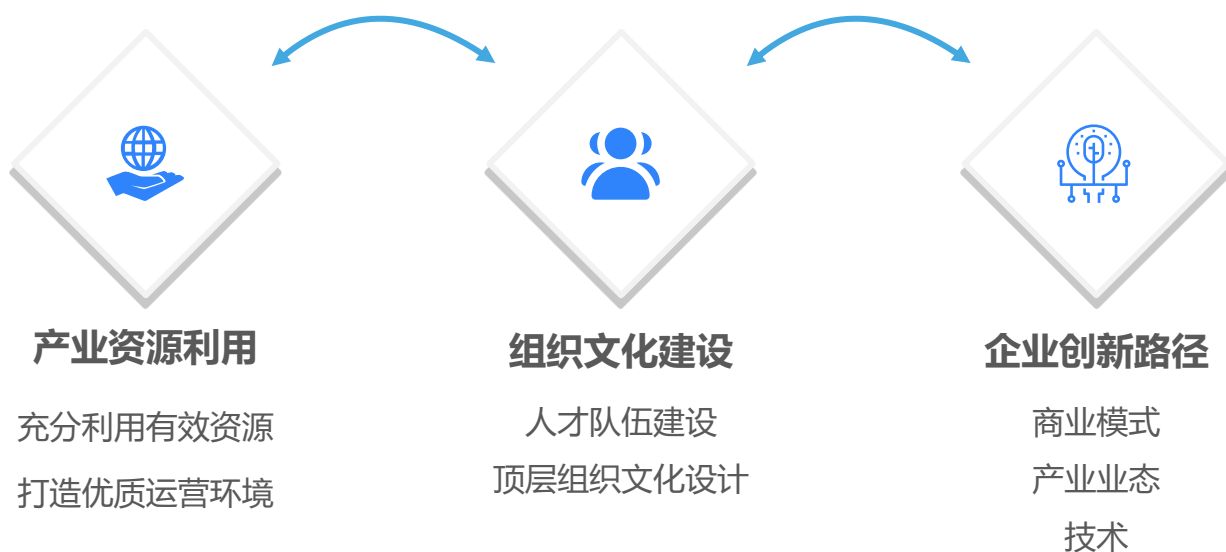 产业资源利用
充分利用有效资源
打造优质运营环境
组织文化建设
人才队伍建设
顶层组织文化设计
企业创新路径
商业模式
产业业态
技术